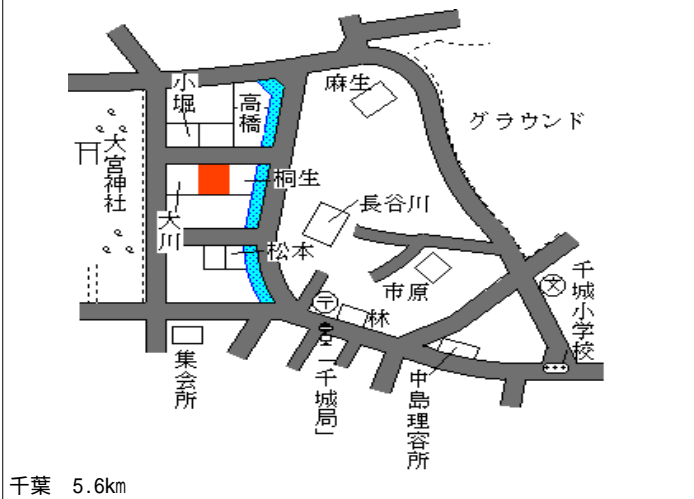 小堀
高橋
麻生
グラウンド
大宮神社
桐生
大川
松本
長谷川
市原
〒
林
文
千城小学校
集会所
「千城局」
中島理容所
千葉 5.6km